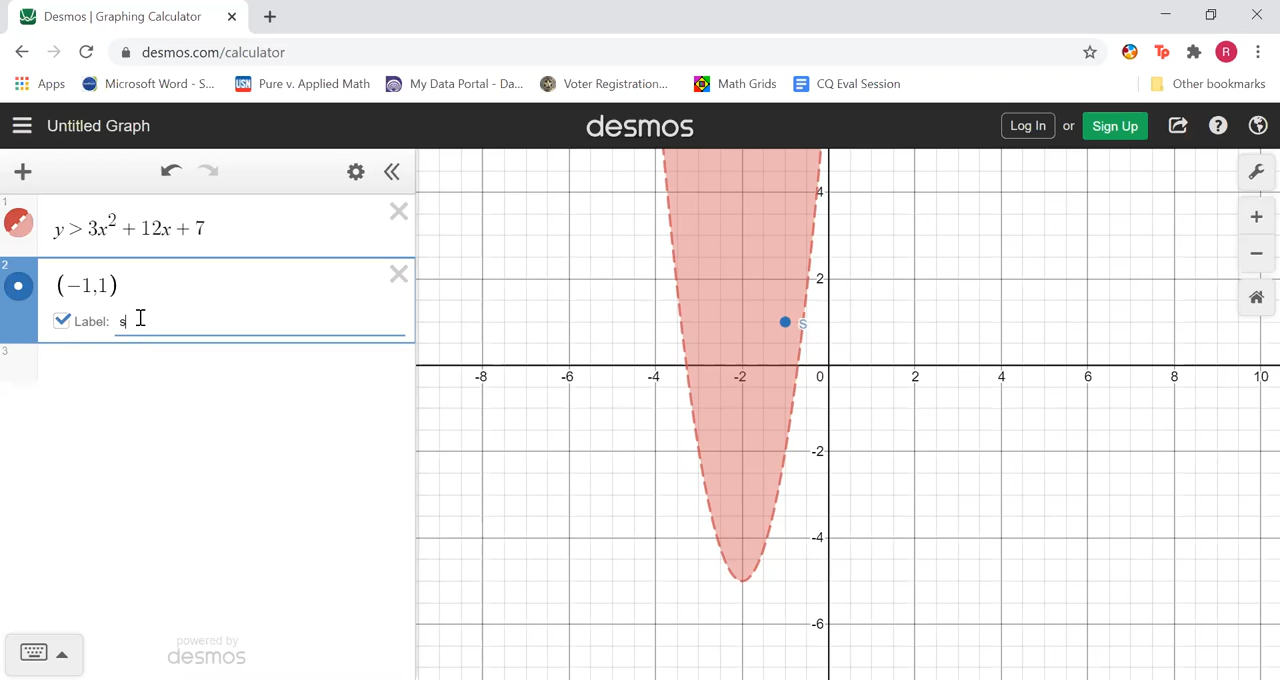 Desmos | Graphing Calculator
desmos.com/calculator
R
Apps Microsoft Word - S... USN Pure v. Applied Math My Data Portal - Da... Voter Registration... Math Grids CQ Eval Session Other bookmarks
Untitled Graph desmos Log In or Sign Up
1
y > 3x² + 12x + 7
2
(−1,1)
Label: s
3
s
4
2
-8 -6 -4 -2 0 2 4 6 8 10
-2
-4
-6
powered by
desmos